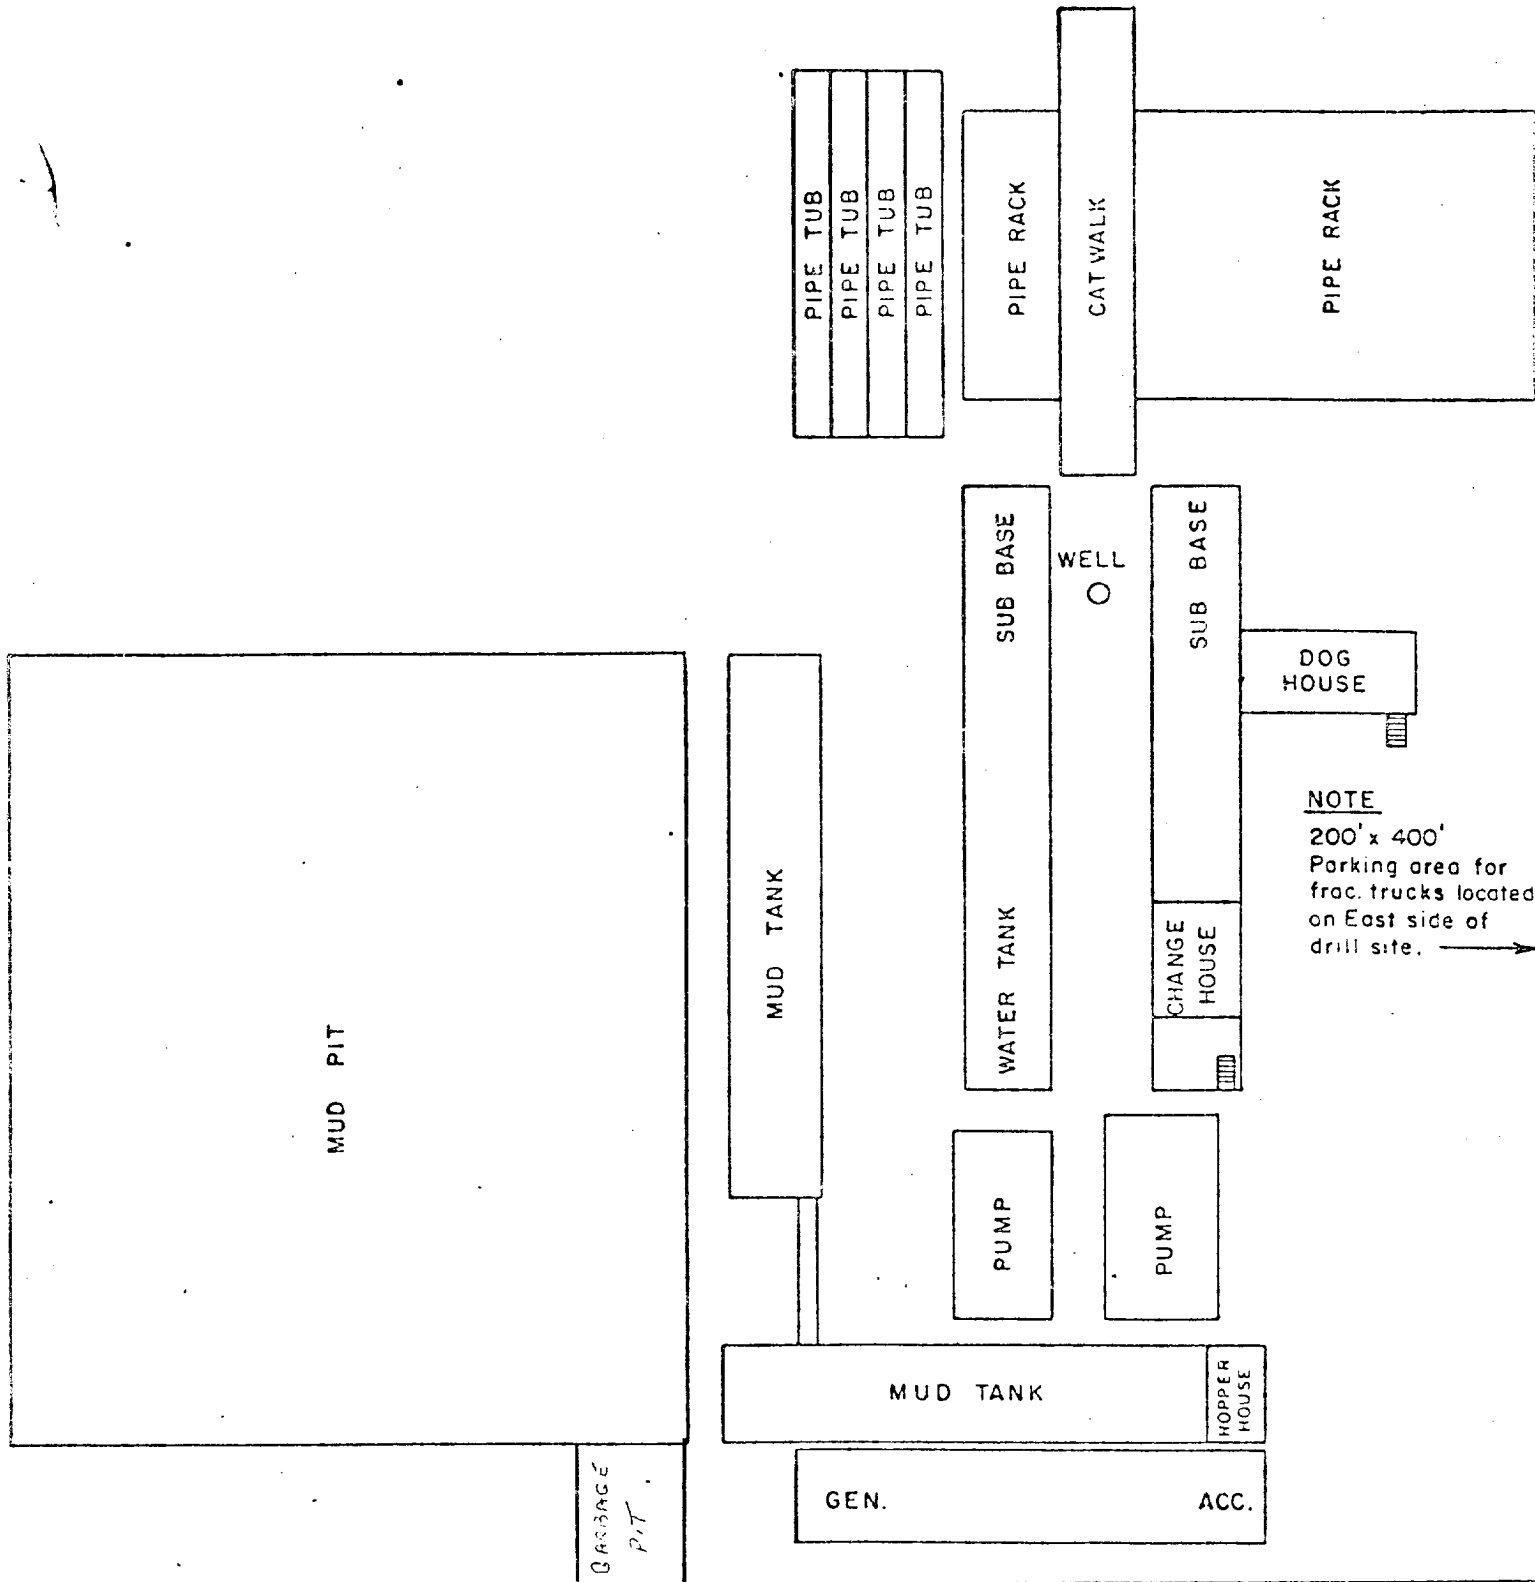 PIPE TUB
PIPE TUB
PIPE TUB
PIPE TUB
PIPE RACK
CATWALK
PIPE RACK
SUB BASE
WELL
SUB BASE
DOG
HOUSE
NOTE
200' x 400'
Parking area for
frac. trucks located
on East side of
drill site.
MUD PIT
MUD TANK
WATER TANK
CHANGE
HOUSE
PUMP
PUMP
MUD TANK
HOPPER
HOUSE
GARBAGE
PIT.
GEN.
ACC.